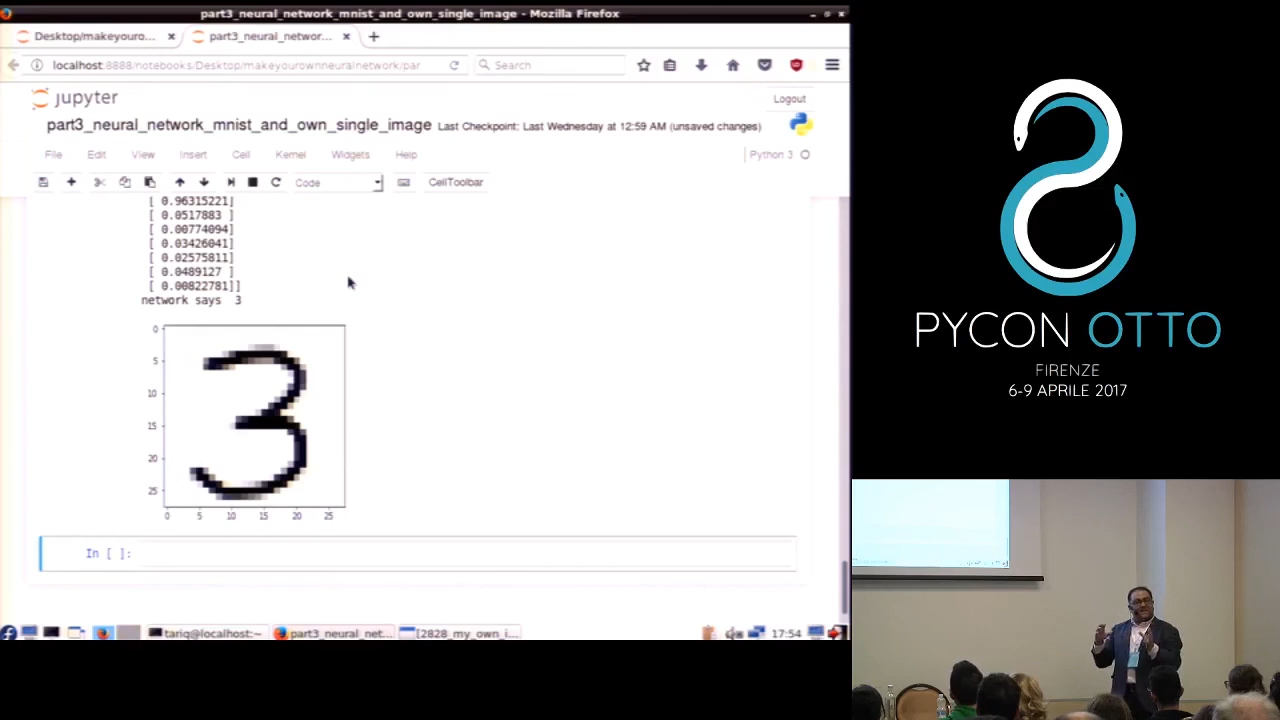 part3_neural_network_mnist_and_own_single_image - Mozilla Firefox
Desktop/makeyouro...
part3_neural_networ...
localhost:8888/notebooks/Desktop/makeyourownneuralnetwork/par
Search
jupyter
Logout
part3_neural_network_mnist_and_own_single_image Last Checkpoint: Last Wednesday at 12:59 AM (unsaved changes)
File Edit View Insert Cell Kernel Widgets Help
Python 3
Code
CellToolbar
[ 0.96315221]
[ 0.0517883 ]
[ 0.00774094]
[ 0.03426041]
[ 0.02575811]
[ 0.0489127 ]
[ 0.00822781]]
network says 3
0
5
10
15
20
25
3
0 5 10 15 20 25
In [ ]:
tariq@localhost:~
part3_neural_net...
[2828_my_own_i...
17:54
PYCON OTTO
FIRENZE
6-9 APRILE 2017